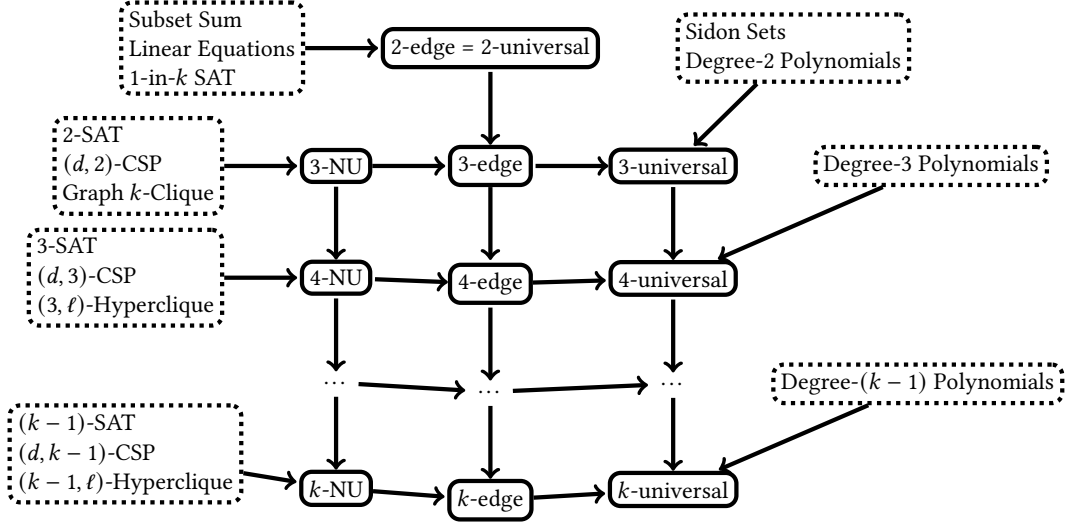 Subset Sum
Linear Equations
1-in-k SAT
2-edge = 2-universal
Sidon Sets
Degree-2 Polynomials
2-SAT
(d, 2)-CSP
Graph k-Clique
3-NU
3-edge
3-universal
Degree-3 Polynomials
3-SAT
(d, 3)-CSP
(3, ℓ)-Hyperclique
4-NU
4-edge
4-universal
...
...
...
Degree-(k − 1) Polynomials
(k − 1)-SAT
(d, k − 1)-CSP
(k − 1, ℓ)-Hyperclique
k-NU
k-edge
k-universal